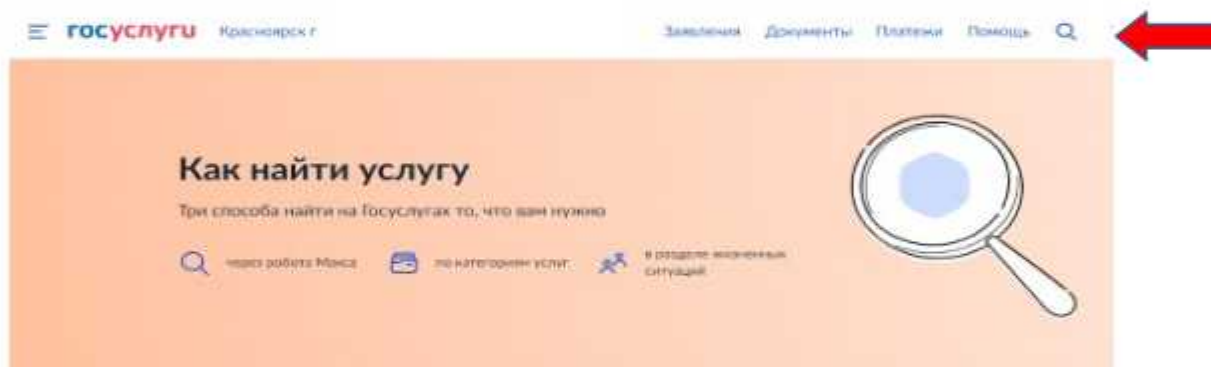 госуслуги Красноярск г Заявления Документы Платежи Помощь
Как найти услугу
Три способа найти на Госуслугах то, что вам нужно
через робота Макса по категориям услуг в разделе жизненных
ситуаций